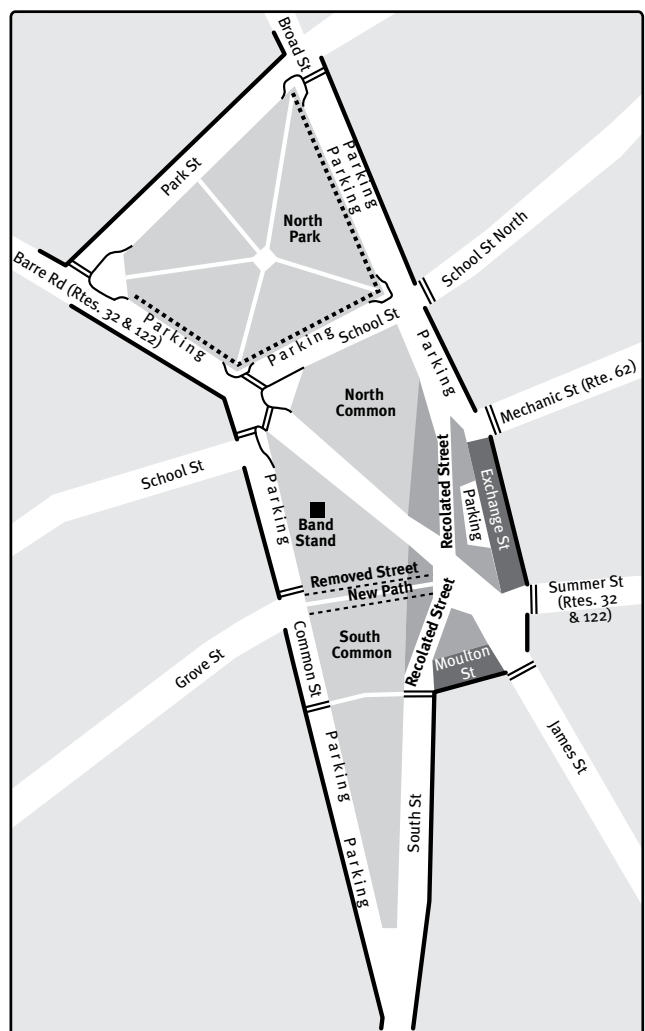 Broad St
Parking
Parking
Park St
North
Park
School St North
Barre Rd (Rtes. 32 & 122)
Parking
Parking
School St
Parking
North
Common
Mechanic St (Rte. 62)
School St
Parking
Recolated Street
Parking
Exchange St
Band
Stand
Removed Street
New Path
Summer St
(Rtes. 32
& 122)
South
Common
Recolated Street
Moulton
St
Grove St
Common St
James St
Parking
South St
Parking